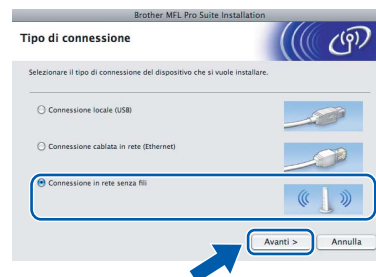 Brother MFL Pro Suite Installation
Tipo di connessione
Selezionare il tipo di connessione del dispositivo che si vuole installare.
Connessione locale (USB)
Connessione cablata in rete (Ethernet)
Connessione in rete senza fili
Avanti >
Annulla